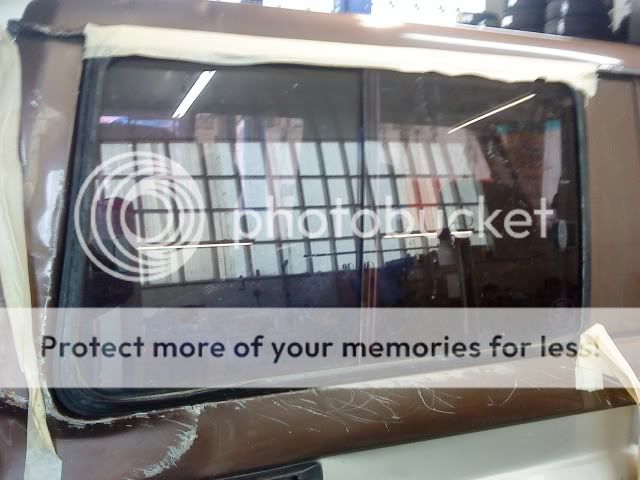 photobucket
Protect more of your memories for less!